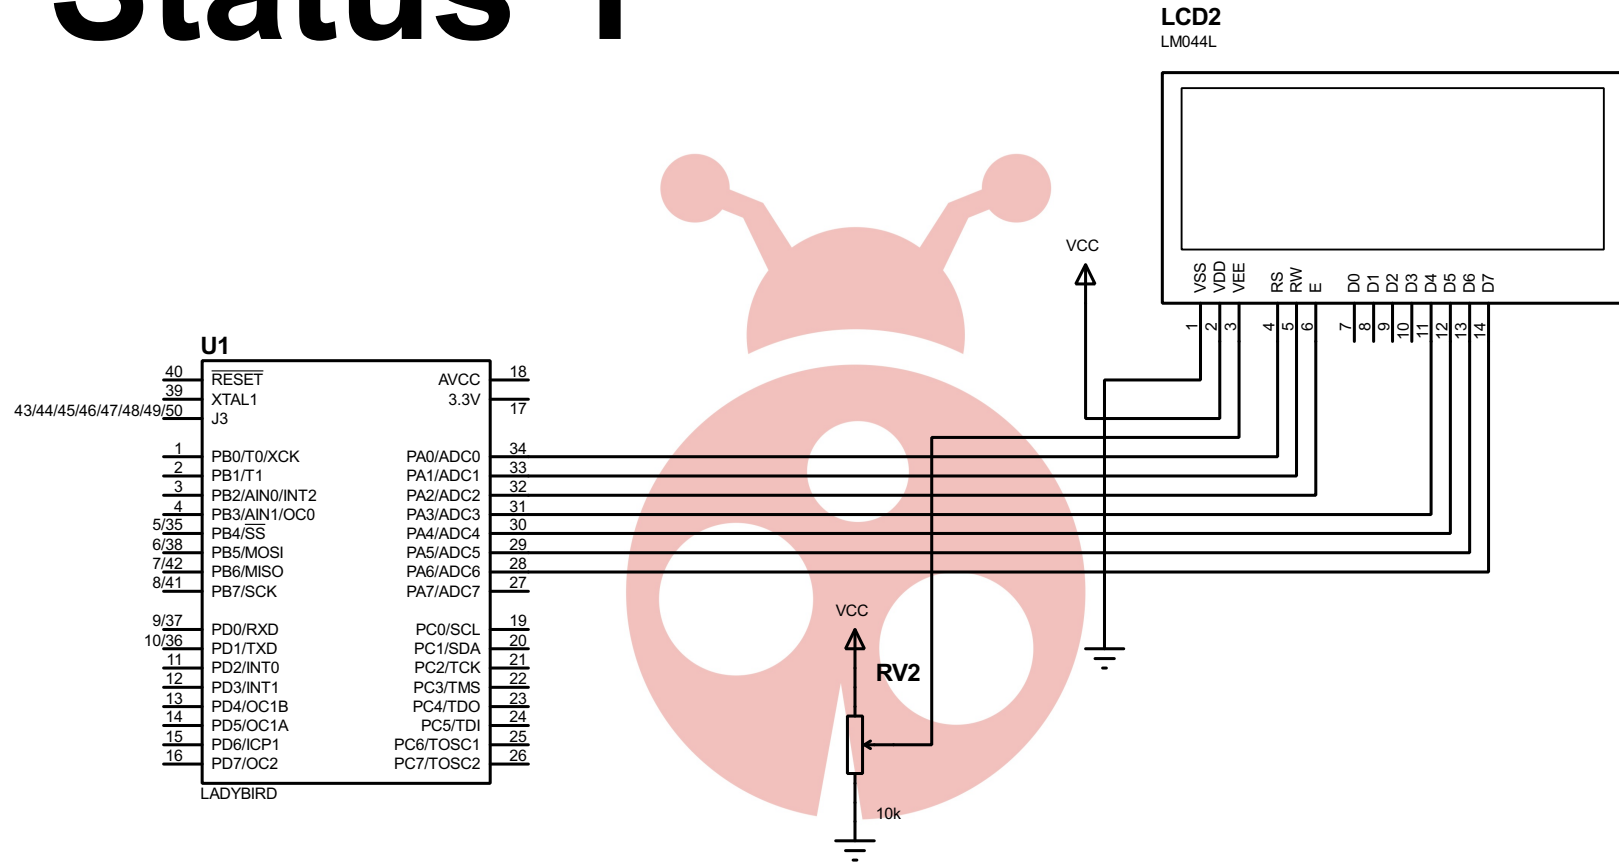 Status 1
LCD2
LM044L
VSS
VDD
VEE
RS
RW
E
D0
D1
D2
D3
D4
D5
D6
D7
1
2
3
4
5
6
7
8
9
10
11
12
13
14
VCC
U1
40 RESET AVCC 18
39 XTAL1 3.3V 17
43/44/45/46/47/48/49/50 J3
1 PB0/T0/XCK PA0/ADC0 34
2 PB1/T1 PA1/ADC1 33
3 PB2/AIN0/INT2 PA2/ADC2 32
4 PB3/AIN1/OC0 PA3/ADC3 31
5/35 PB4/SS PA4/ADC4 30
6/38 PB5/MOSI PA5/ADC5 29
7/42 PB6/MISO PA6/ADC6 28
8/41 PB7/SCK PA7/ADC7 27
9/37 PD0/RXD PC0/SCL 19
10/36 PD1/TXD PC1/SDA 20
11 PD2/INT0 PC2/TCK 21
12 PD3/INT1 PC3/TMS 22
13 PD4/OC1B PC4/TDO 23
14 PD5/OC1A PC5/TDI 24
15 PD6/ICP1 PC6/TOSC1 25
16 PD7/OC2 PC7/TOSC2 26
LADYBIRD
VCC
RV2
10k